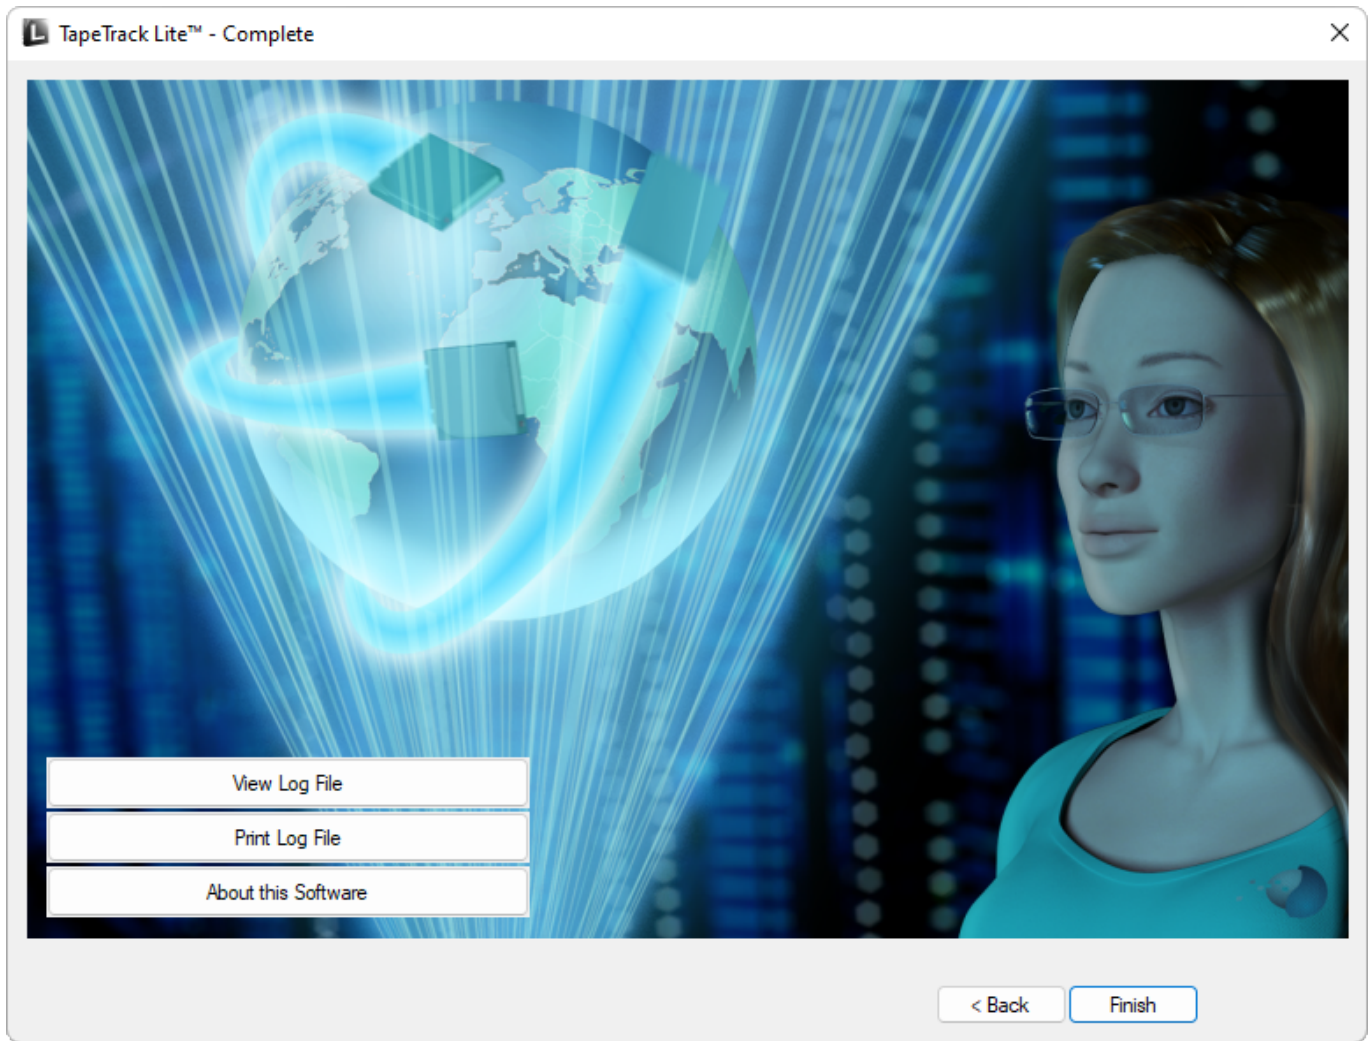 TapeTrack Lite™ - Complete
View Log File
Print Log File
About this Software
< Back
Finish